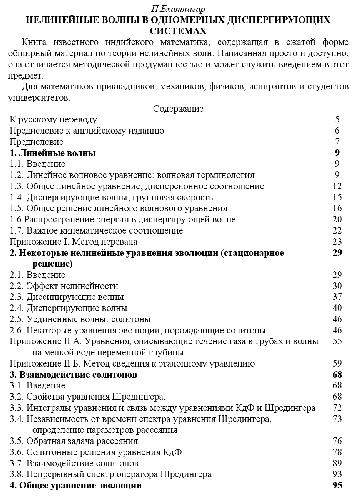 П.Бхатнагар
НЕЛИНЕЙНЫЕ ВОЛНЫ В ОДНОМЕРНЫХ ДИСПЕРГИРУЮЩИХ
СИСТЕМАХ
Книга известного индийского математика, содержащая в сжатой форме
обширный материал по теории нелинейных волн. Написанная просто и доступно,
она отличается методической продуманностью и может служить введением в этот
предмет.
Для математиков-прикладников, механиков, физиков, аспирантов и студентов
университетов.
Содержание
К русскому переводу 5
Предисловие к английскому изданию 6
Предисловие 7
1. Линейные волны 9
1.1. Введение 9
1.2. Линейное волновое уравнение: волновая терминология 9
1.3. Общее линейное уравнение, дисперсионное соотношение 12
1.4. Диспергирующие волны, групповая скорость 15
1.5. Общее решение линейного волнового уравнения 16
1.6 Распространение энергии в диспергирующей волне 20
1.7. Важное кинематическое соотношение 22
Приложение I. Метод перевала 23
2. Некоторые нелинейные уравнения эволюции (стационарное 29
решение)
2.1. Введение 29
2.2. Эффект нелинейности 30
2.3. Диссипирующие волны 37
2.4. Диспергирующие волны 40
2.5. Уединенные волны: солитоны 46
2.6. Некоторые уравнения эволюции, порождающие солитоны 46
Приложение II А. Уравнения, описывающие течение газа в трубах и волны 55
на мелкой воде переменной глубины
Приложение II Б. Метод сведения к эталонному уравнению 59
3. Взаимодействие солитонов 68
3.1. Введение 68
3.2. Свойства уравнения Шредингера. 68
3.3. Интегралы уравнения и связь между уравнениями КдФ и Шредингера 72
3.4. Независимость от времени спектра уравнения Шредингера, 73
определение параметров рассеяния
3.5. Обратная задача рассеяния. 76
3.6. Солитонные решения уравнения КдФ 78
3.7. Взаимодействие солитонов 89
3.8. Непрерывный спектр оператора Шредингера 93
4. Общее уравнение эволюции 95